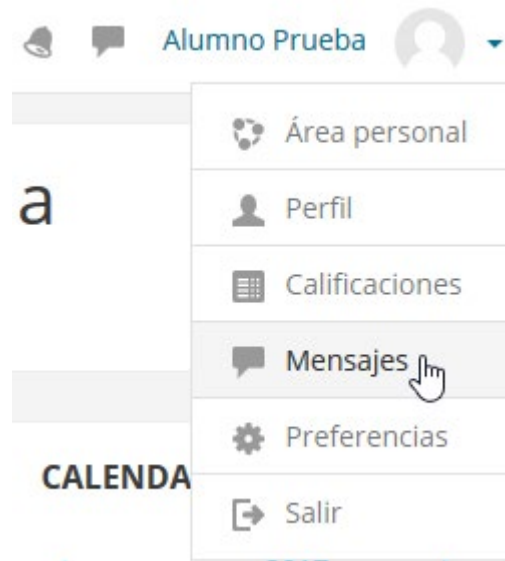 Alumno Prueba
Área personal
a
Perfil
Calificaciones
Mensajes
Preferencias
CALENDA
Salir